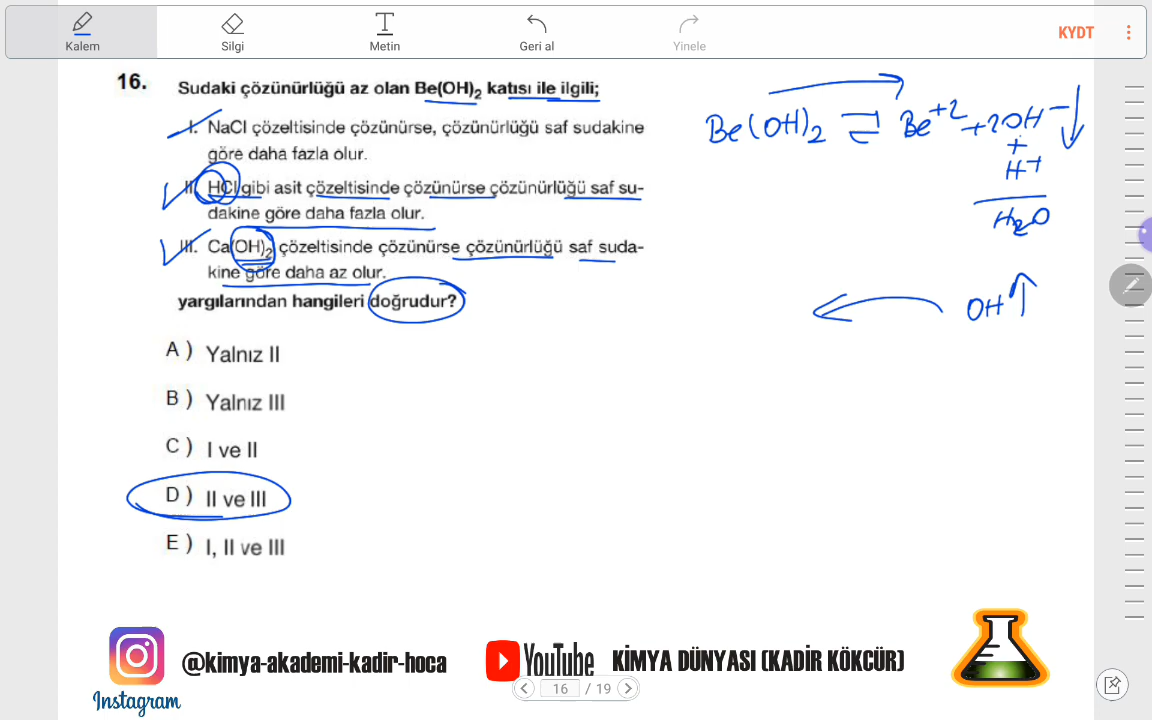 Kalem Silgi Metin Geri al Yinele KYDT
16. Sudaki çözünürlüğü az olan Be(OH)₂ katısı ile ilgili;
I. NaCl çözeltisinde çözünürse, çözünürlüğü saf sudakine
göre daha fazla olur.
II. HCl gibi asit çözeltisinde çözünürse çözünürlüğü saf su-
dakine göre daha fazla olur.
III. Ca(OH)₂ çözeltisinde çözünürse çözünürlüğü saf suda-
kine göre daha az olur.
yargılarından hangileri doğrudur?
A) Yalnız II
B) Yalnız III
C) I ve II
D) II ve III
E) I, II ve III
Be(OH)₂ ⇌ Be⁺² + 2OH⁻ ↓
+
H⁺
H₂O
← OH ↑
Instagram
@kimya-akademi-kadir-hoca
YouTube KİMYA DÜNYASI (KADİR KÖKCÜR)
16 / 19